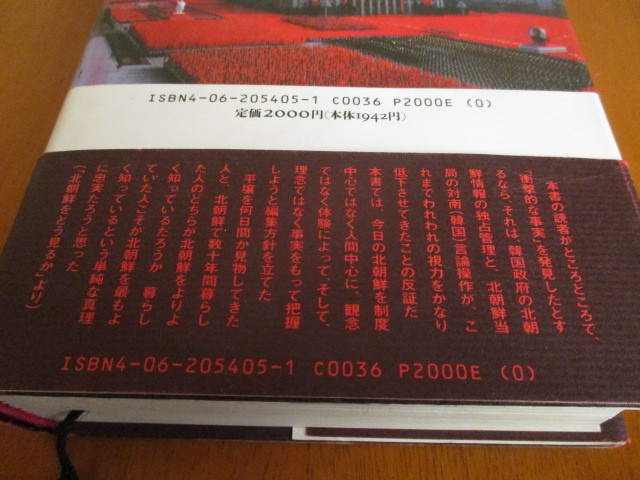 ISBN4-06-205405-1 C0036 P2000E (0)
定価2000円(本体1942円)
本書の読者がところどころで、
「衝撃的な事実」を発見したとす
るなら、それは、韓国政府の北朝
鮮情報の独占管理と、北朝鮮当
局の対南(韓国)言論操作が、こ
れまでわれわれの視力をかなり
低下させてきたことの反証だ
本書では、今日の北朝鮮を制度
中心ではなく人間中心に、観念
ではなく体験によって、そして、
理念ではなく事実をもって把握
しようと編集方針を立てた
平壌を何日間か見物してきた
人と、北朝鮮で数十年間暮らし
た人のどちらが北朝鮮をよりよ
く知っているだろうか 暮らし
ていた人こそが北朝鮮を最もよ
く知っているという単純な真理
に忠実たろうと思った
(「北朝鮮をどう見るか」より)
ISBN4-06-205405-1 C0036 P2000E (0)